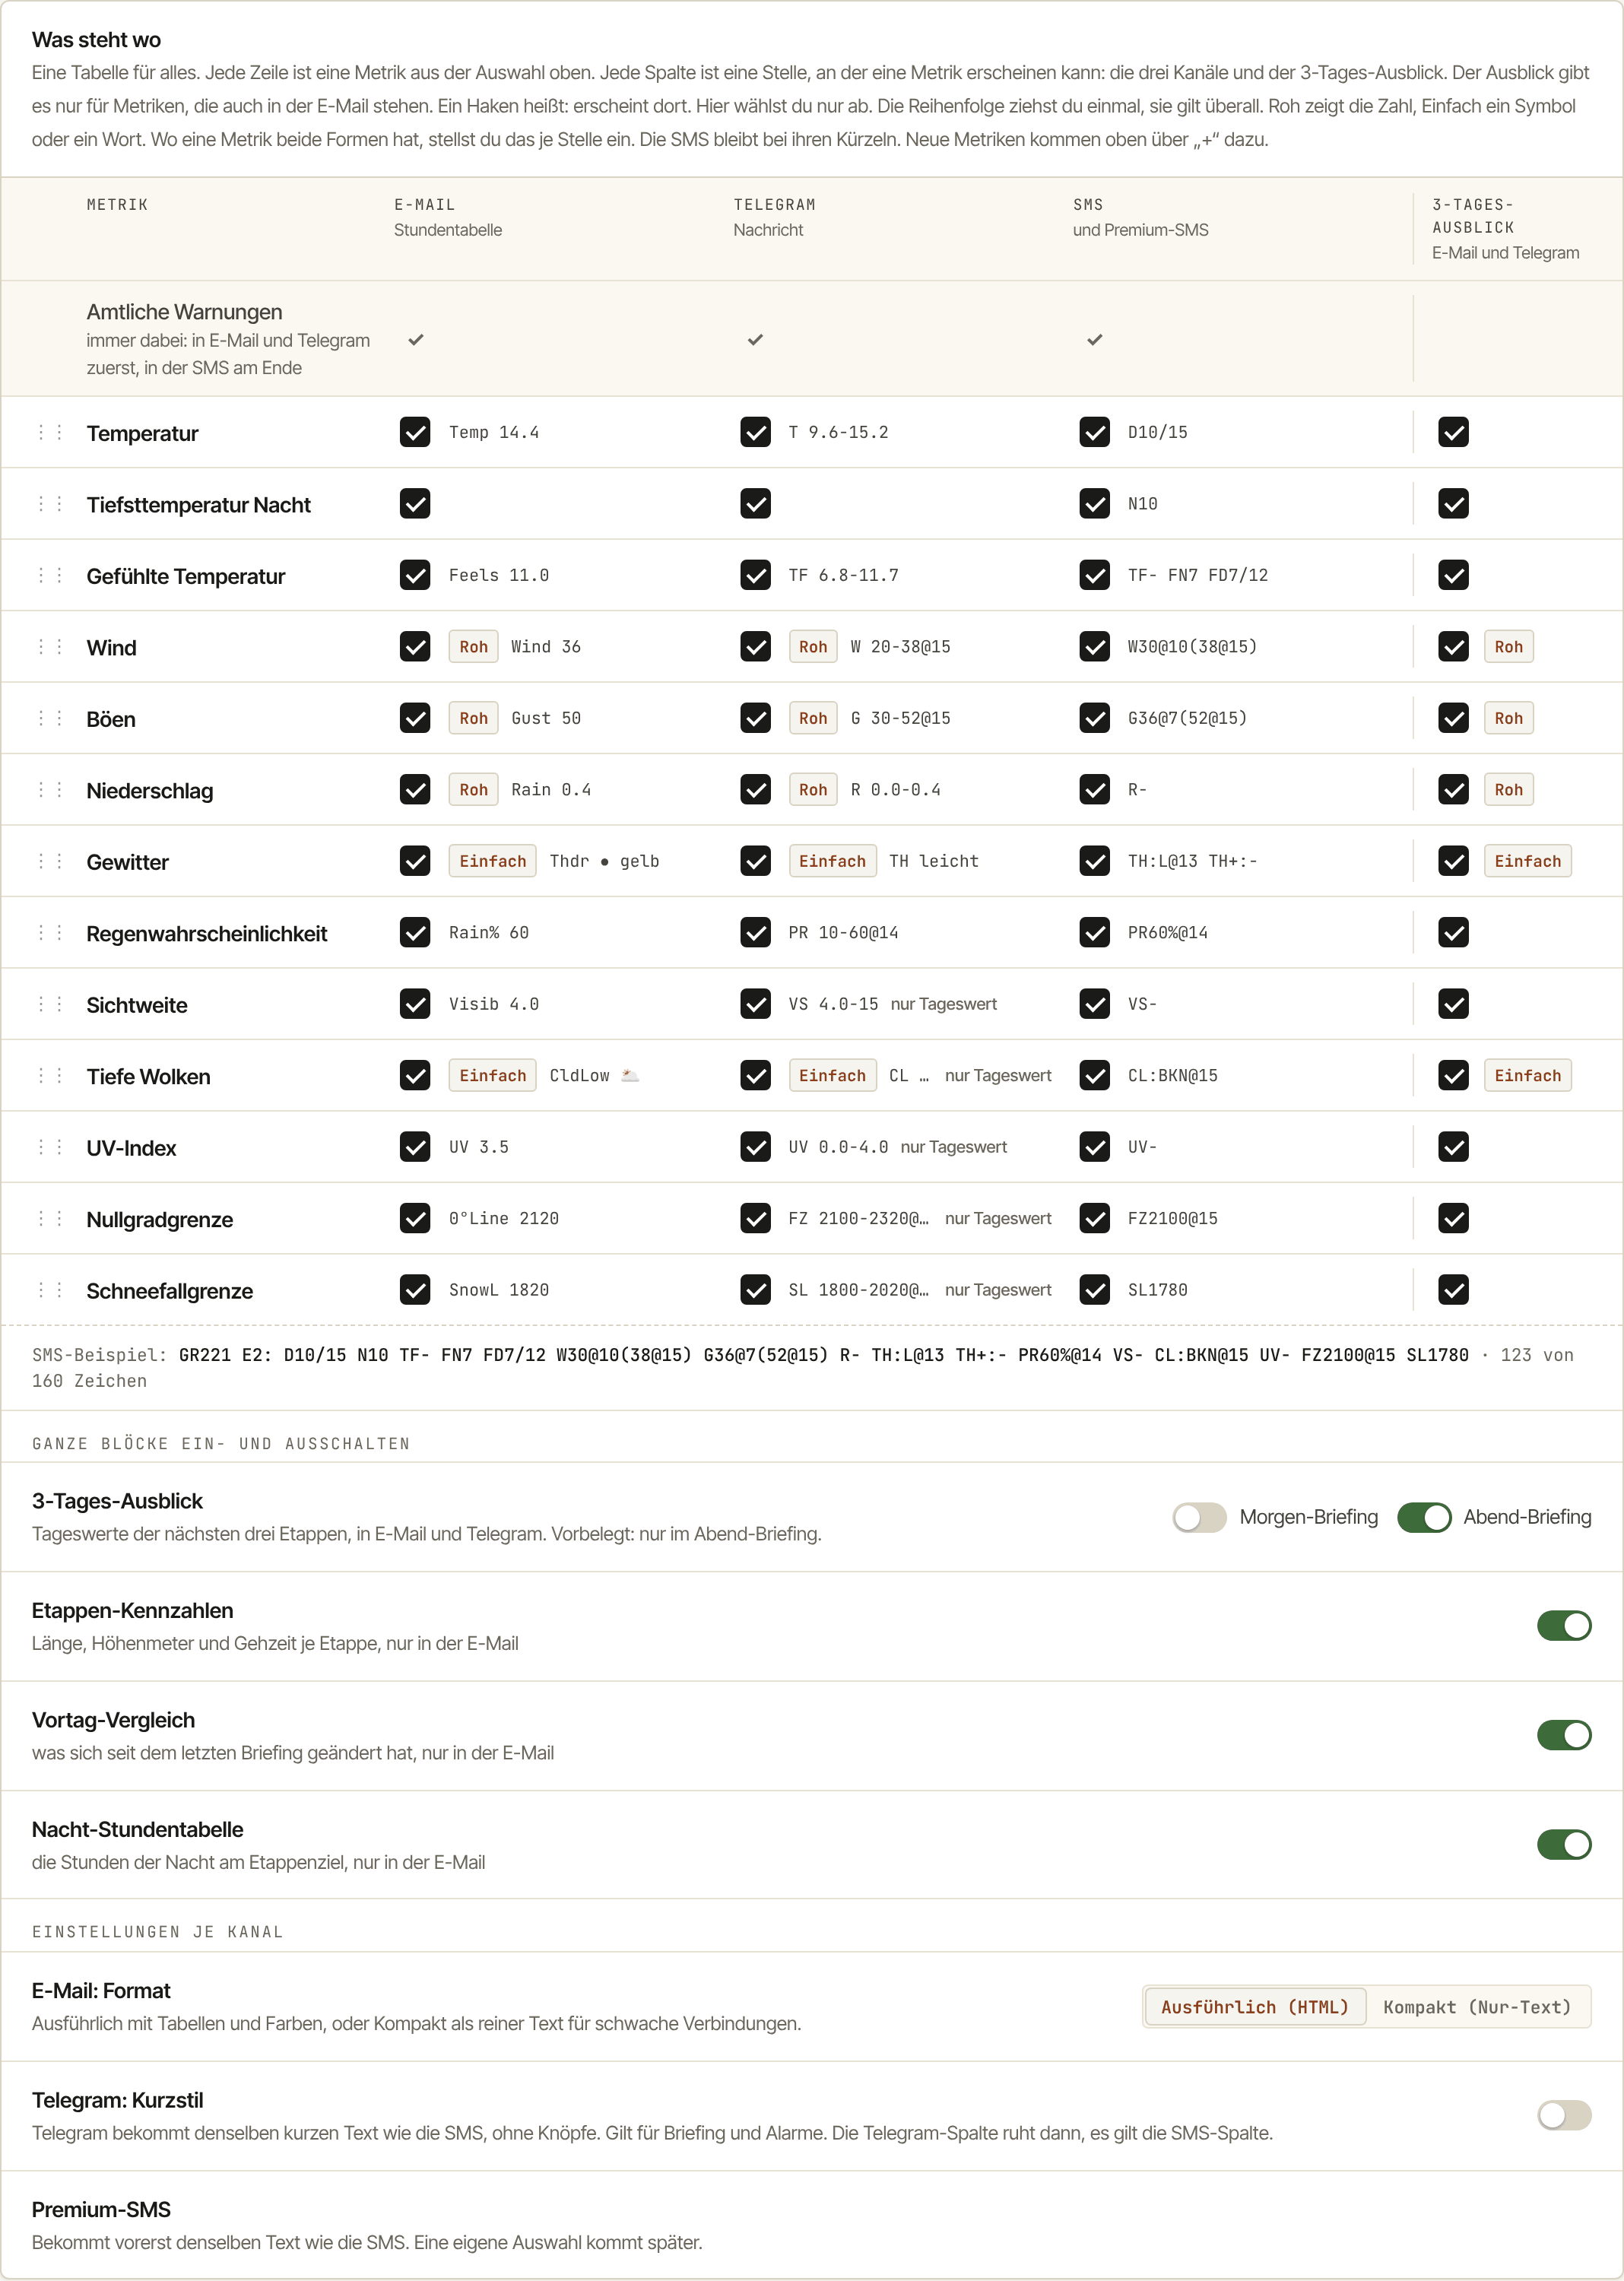 Was steht wo
Eine Tabelle für alles. Jede Zeile ist eine Metrik aus der Auswahl oben. Jede Spalte ist eine Stelle, an der eine Metrik erscheinen kann: die drei Kanäle und der 3-Tages-Ausblick. Der Ausblick gibt
es nur für Metriken, die auch in der E-Mail stehen. Ein Haken heißt: erscheint dort. Hier wählst du nur ab. Die Reihenfolge ziehst du einmal, sie gilt überall. Roh zeigt die Zahl, Einfach ein Symbol
oder ein Wort. Wo eine Metrik beide Formen hat, stellst du das je Stelle ein. Die SMS bleibt bei ihren Kürzeln. Neue Metriken kommen oben über „+“ dazu.
METRIK E-MAIL TELEGRAM SMS 3-TAGES-
AUSBLICK
Stundentabelle Nachricht und Premium-SMS E-Mail und Telegram
Amtliche Warnungen
immer dabei: in E-Mail und Telegram
zuerst, in der SMS am Ende
Temperatur Temp 14.4 T 9.6-15.2 D10/15
Tiefsttemperatur Nacht N10
Gefühlte Temperatur Feels 11.0 TF 6.8-11.7 TF- FN7 FD7/12
Wind Roh Wind 36 Roh W 20-38@15 W30@10(38@15) Roh
Böen Roh Gust 50 Roh G 30-52@15 G36@7(52@15) Roh
Niederschlag Roh Rain 0.4 Roh R 0.0-0.4 R- Roh
Gewitter Einfach Thdr ● gelb Einfach TH leicht TH:L@13 TH+:- Einfach
Regenwahrscheinlichkeit Rain% 60 PR 10-60@14 PR60%@14
Sichtweite Visib 4.0 VS 4.0-15 nur Tageswert VS-
Tiefe Wolken Einfach CldLow 🌥️ Einfach CL … nur Tageswert CL:BKN@15 Einfach
UV-Index UV 3.5 UV 0.0-4.0 nur Tageswert UV-
Nullgradgrenze 0°Line 2120 FZ 2100-2320@… nur Tageswert FZ2100@15
Schneefallgrenze SnowL 1820 SL 1800-2020@… nur Tageswert SL1780
SMS-Beispiel: GR221 E2: D10/15 N10 TF- FN7 FD7/12 W30@10(38@15) G36@7(52@15) R- TH:L@13 TH+:- PR60%@14 VS- CL:BKN@15 UV- FZ2100@15 SL1780 · 123 von
160 Zeichen
GANZE BLÖCKE EIN- UND AUSSCHALTEN
3-Tages-Ausblick
Tageswerte der nächsten drei Etappen, in E-Mail und Telegram. Vorbelegt: nur im Abend-Briefing.
Morgen-Briefing Abend-Briefing
Etappen-Kennzahlen
Länge, Höhenmeter und Gehzeit je Etappe, nur in der E-Mail
Vortag-Vergleich
was sich seit dem letzten Briefing geändert hat, nur in der E-Mail
Nacht-Stundentabelle
die Stunden der Nacht am Etappenziel, nur in der E-Mail
EINSTELLUNGEN JE KANAL
E-Mail: Format
Ausführlich mit Tabellen und Farben, oder Kompakt als reiner Text für schwache Verbindungen.
Ausführlich (HTML) Kompakt (Nur-Text)
Telegram: Kurzstil
Telegram bekommt denselben kurzen Text wie die SMS, ohne Knöpfe. Gilt für Briefing und Alarme. Die Telegram-Spalte ruht dann, es gilt die SMS-Spalte.
Premium-SMS
Bekommt vorerst denselben Text wie die SMS. Eine eigene Auswahl kommt später.